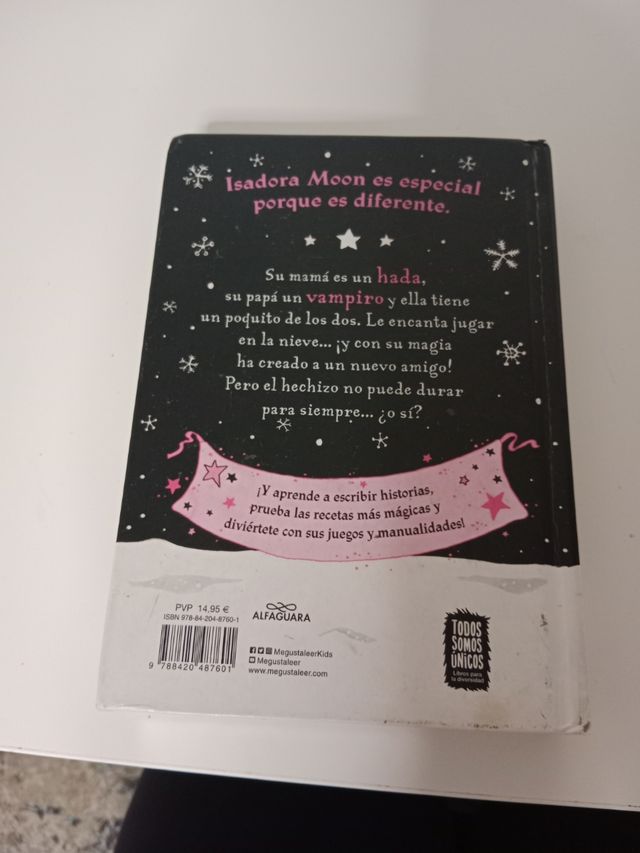 Isadora Moon es especial
porque es diferente.
Su mamá es un hada,
su papá un vampiro y ella tiene
un poquito de los dos. Le encanta jugar
en la nieve... ¡y con su magia
ha creado a un nuevo amigo!
Pero el hechizo no puede durar
para siempre... ¿o sí?
¡Y aprende a escribir historias,
prueba las recetas más mágicas y
diviértete con sus juegos y manualidades!
PVP 14,95 €
ISBN 978-84-204-8760-1
9 788420 487601
ALFAGUARA
MegustaleerKids
Megustaleer
www.megustaleer.com
TODOS
SOMOS
ÚNICOS
Libros para
la diversidad